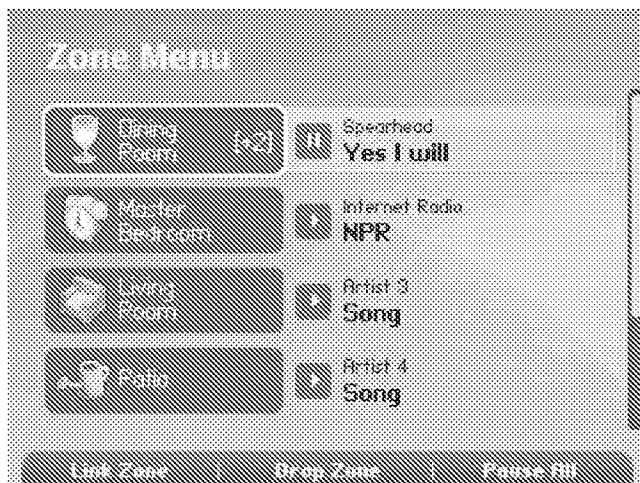 Zone Menu
Dining
Room
[+2]
Spearhead
Yes I will
Master
Bedroom
Internet Radio
NPR
Living
Room
Artist 3
Song
Patio
Artist 4
Song
Link Zone
Drop Zone
Pause All